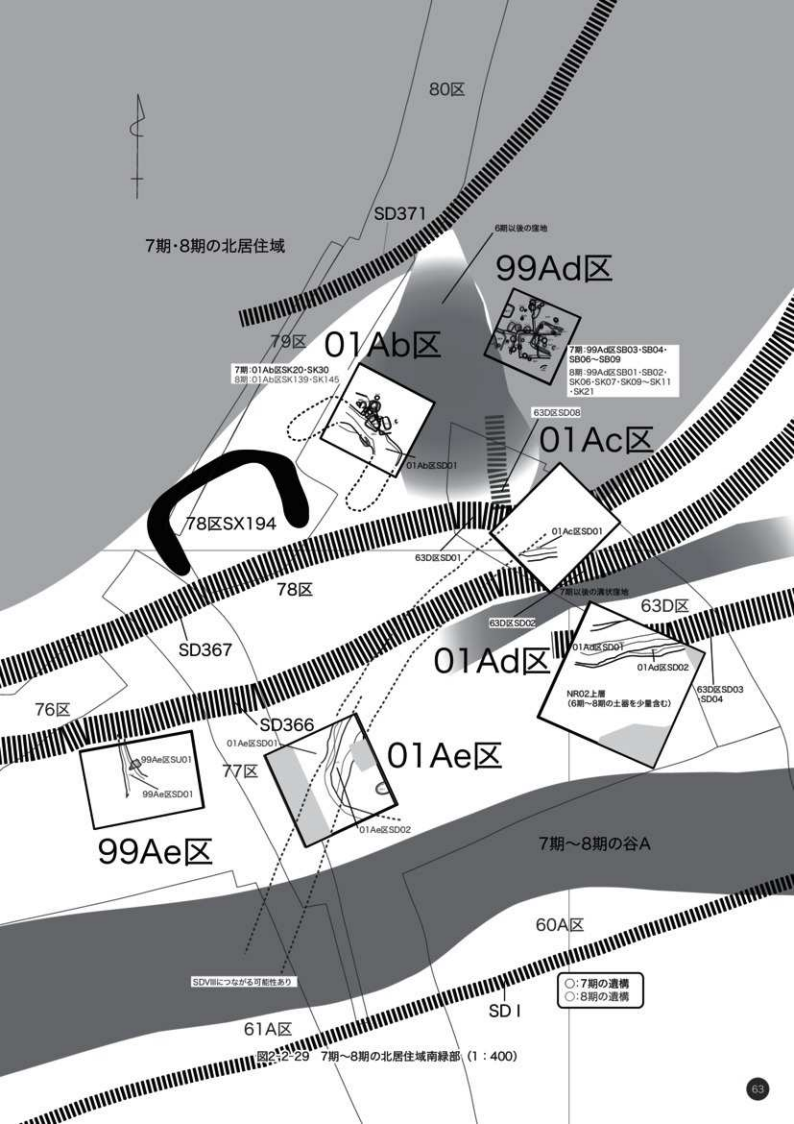 80区
SD371
6期以後の窪地
7期・8期の北居住域
99Ad区
79区
01Ab区
7期:99Ad区SB03・SB04・
SB06〜SB09
8期:99Ad区SB01・SB02・
SK06・SK07・SK09〜SK11
・SK21
7期:01Ab区SK20・SK30
8期:01Ab区SK139・SK145
63D区SD08
01Ac区
01Ab区SD01
78区SX194
01Ac区SD01
63D区SD01
78区
7期以後の溝状窪地
63D区
63D区SD02
SD367
01Ad区
01Ad区SD01
01Ad区SD02
63D区SD03
SD04
NR02上層
(6期〜8期の土器を少量含む)
76区
SD366
01Ae区SD01
01Ae区
99Ae区SU01
77区
99Ae区SD01
01Ae区SD02
99Ae区
7期〜8期の谷A
60A区
SDVIIIにつながる可能性あり
○:7期の遺構
○:8期の遺構
SD I
61A区
図2-2-29 7期〜8期の北居住域南縁部(1:400)
63